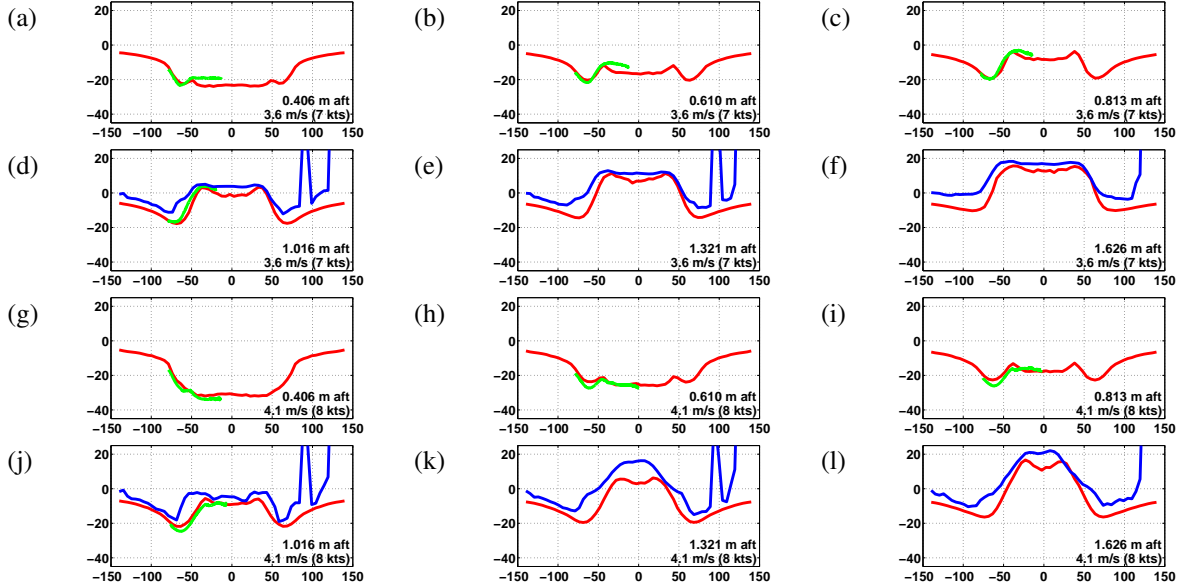 (a)
20
0
−20
−40
0.406 m aft
3.6 m/s (7 kts)
−150 −100 −50 0 50 100 150
(b)
20
0
−20
−40
0.610 m aft
3.6 m/s (7 kts)
−150 −100 −50 0 50 100 150
(c)
20
0
−20
−40
0.813 m aft
3.6 m/s (7 kts)
−150 −100 −50 0 50 100 150
(d)
20
0
−20
−40
1.016 m aft
3.6 m/s (7 kts)
−150 −100 −50 0 50 100 150
(e)
20
0
−20
−40
1.321 m aft
3.6 m/s (7 kts)
−150 −100 −50 0 50 100 150
(f)
20
0
−20
−40
1.626 m aft
3.6 m/s (7 kts)
−150 −100 −50 0 50 100 150
(g)
20
0
−20
−40
0.406 m aft
4.1 m/s (8 kts)
−150 −100 −50 0 50 100 150
(h)
20
0
−20
−40
0.610 m aft
4.1 m/s (8 kts)
−150 −100 −50 0 50 100 150
(i)
20
0
−20
−40
0.813 m aft
4.1 m/s (8 kts)
−150 −100 −50 0 50 100 150
(j)
20
0
−20
−40
1.016 m aft
4.1 m/s (8 kts)
−150 −100 −50 0 50 100 150
(k)
20
0
−20
−40
1.321 m aft
4.1 m/s (8 kts)
−150 −100 −50 0 50 100 150
(l)
20
0
−20
−40
1.626 m aft
4.1 m/s (8 kts)
−150 −100 −50 0 50 100 150